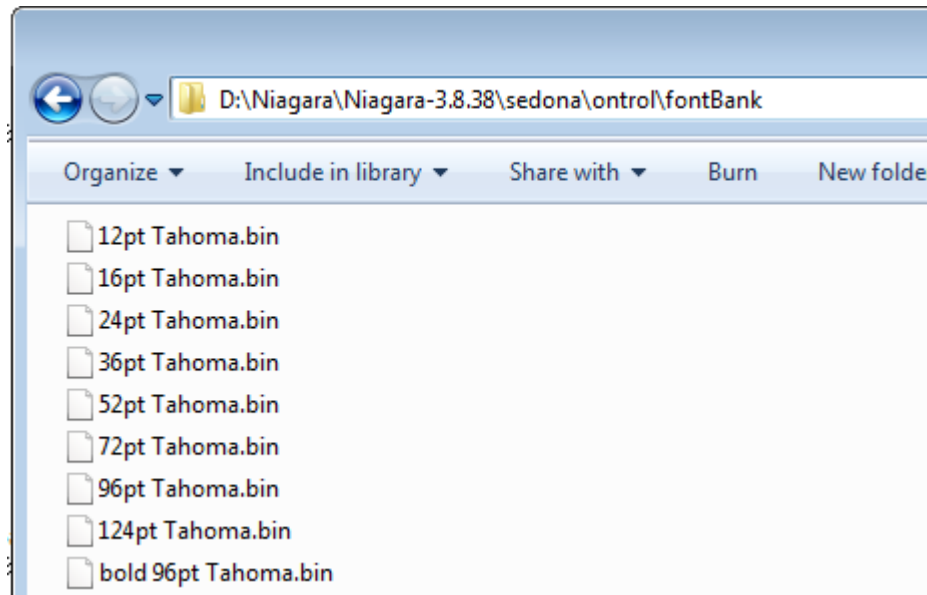 D:\Niagara\Niagara-3.8.38\sedona\ontrol\fontBank
Organize Include in library Share with Burn New folde
12pt Tahoma.bin
16pt Tahoma.bin
24pt Tahoma.bin
36pt Tahoma.bin
52pt Tahoma.bin
72pt Tahoma.bin
96pt Tahoma.bin
124pt Tahoma.bin
bold 96pt Tahoma.bin